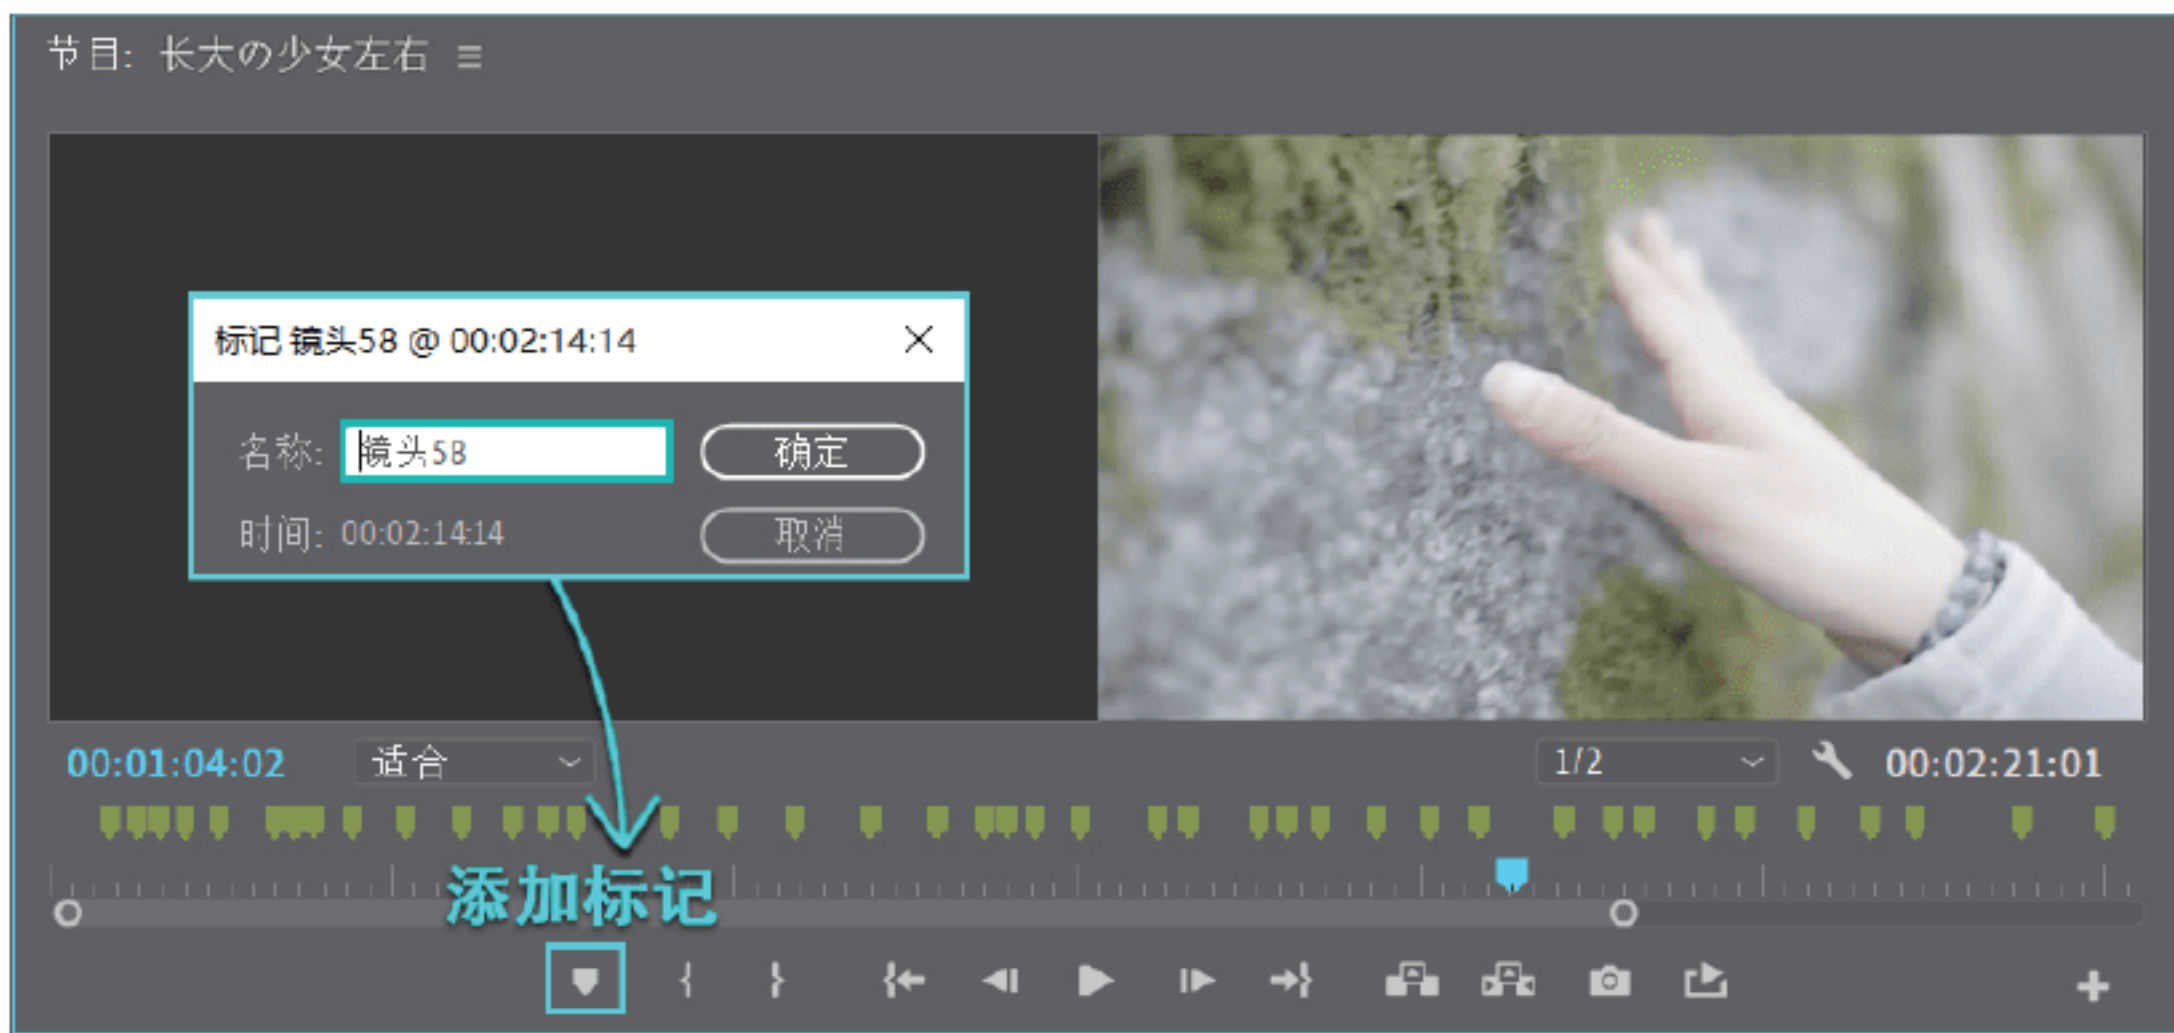 节目: 长大の少女左右
标记 镜头58 @ 00:02:14:14
名称: 镜头58 确定
时间: 00:02:14:14 取消
00:01:04:02 适合 1/2 00:02:21:01
添加标记